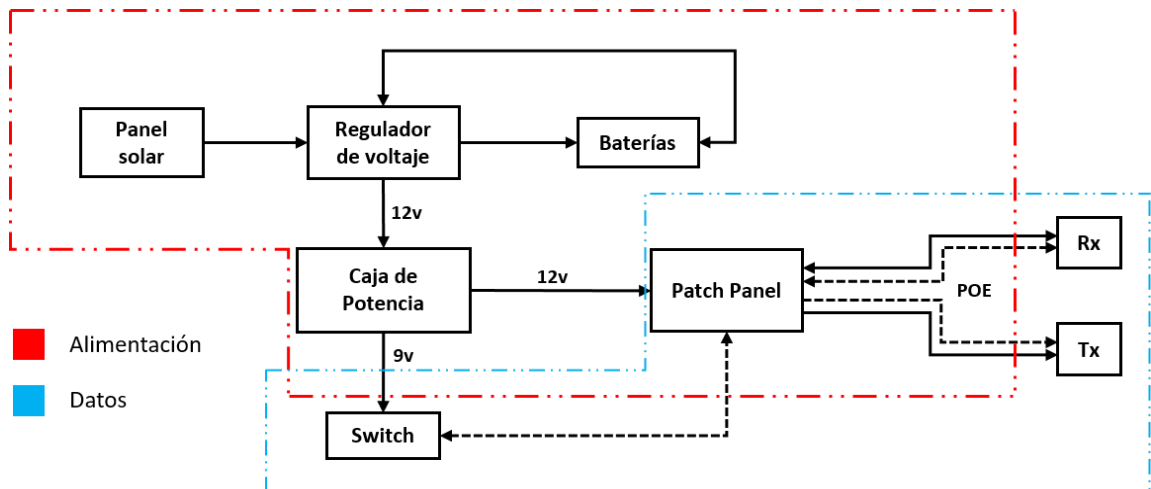 Panel
solar
Regulador
de voltaje
Baterías
12v
Caja de
Potencia
12v
Patch Panel
Rx
POE
Tx
9v
Switch
Alimentación
Datos